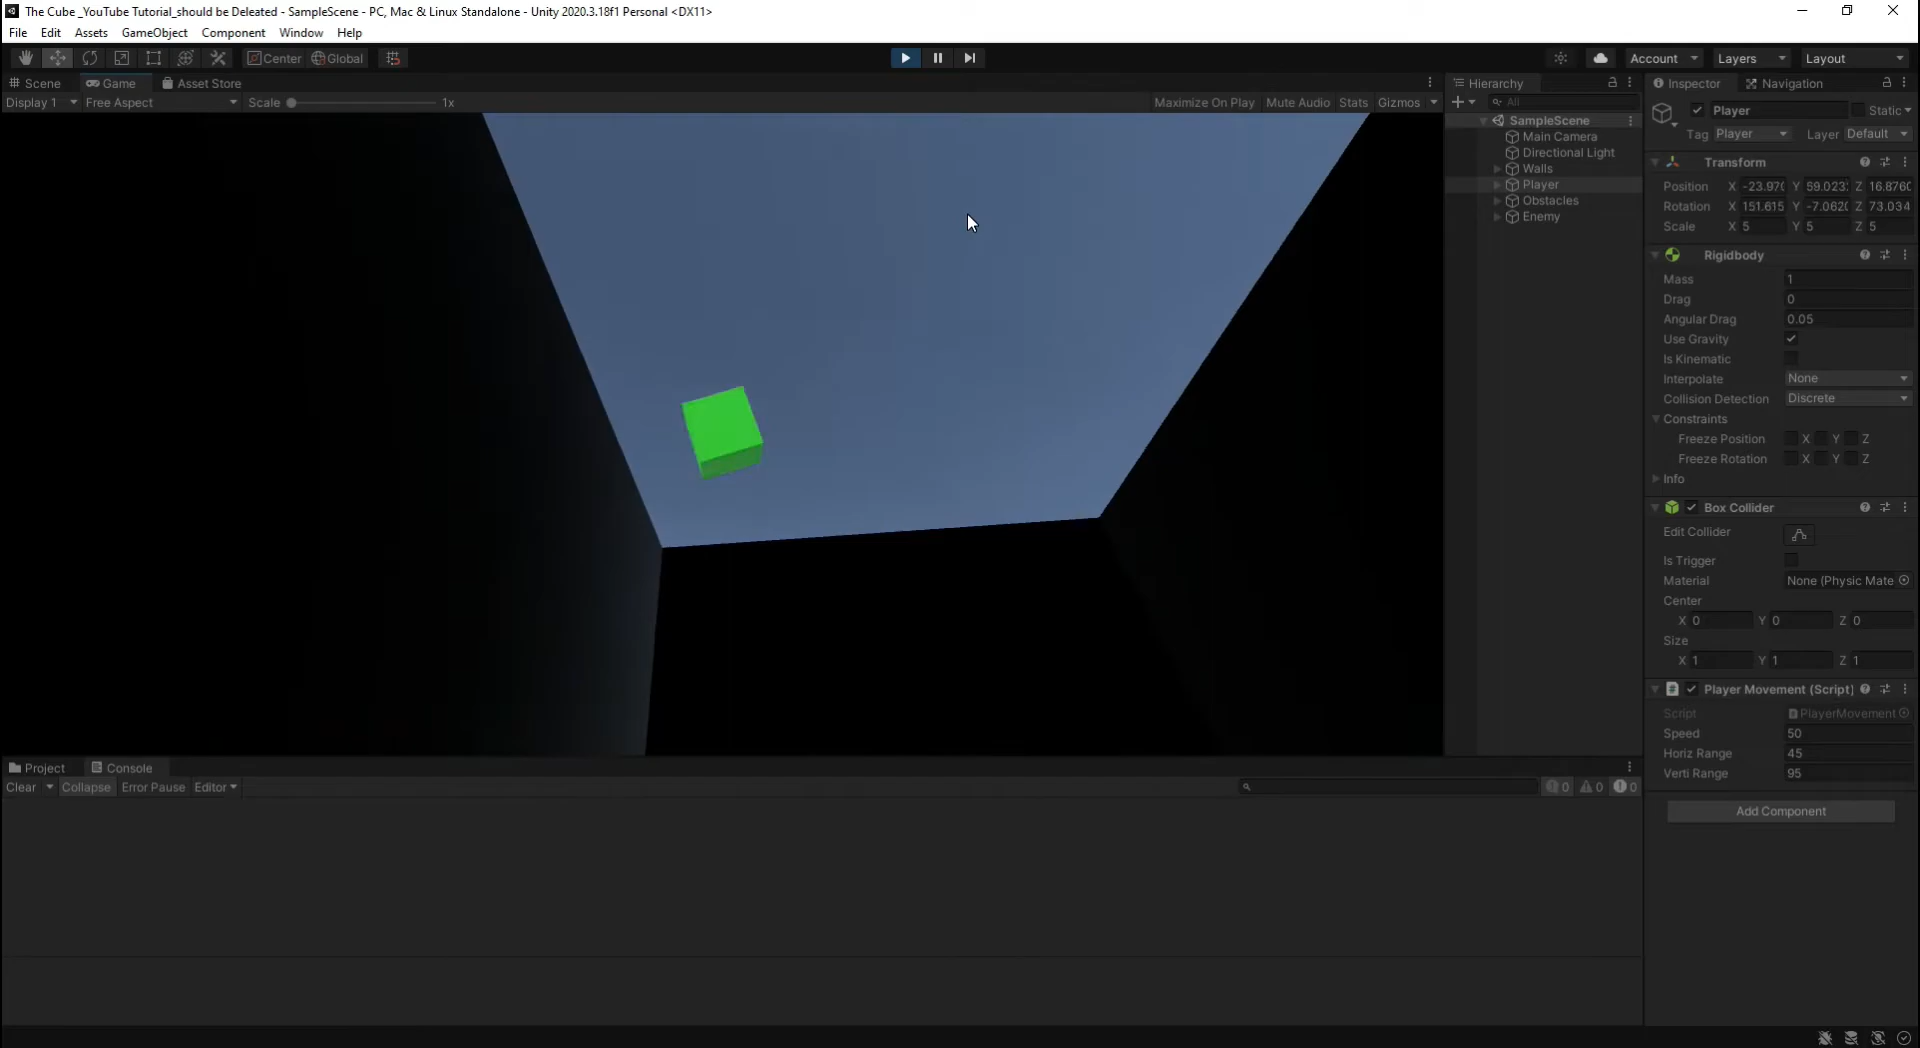 The Cube _YouTube Tutorial_should be Deleated - SampleScene - PC, Mac & Linux Standalone - Unity 2020.3.18f1 Personal <DX11>
File Edit Assets GameObject Component Window Help
Center Global Account Layers Layout
Scene Game Asset Store
Display 1 Free Aspect Scale 1x Maximize On Play Mute Audio Stats Gizmos
Hierarchy
All
SampleScene
Main Camera
Directional Light
Walls
Player
Obstacles
Enemy
Inspector Navigation
Player Static
Tag Player Layer Default
Transform
Position X -23.970 Y 59.023 Z 16.8760
Rotation X 151.615 Y -7.0620 Z 73.034
Scale X 5 Y 5 Z 5
Rigidbody
Mass 1
Drag 0
Angular Drag 0.05
Use Gravity
Is Kinematic
Interpolate None
Collision Detection Discrete
Constraints
Freeze Position X Y Z
Freeze Rotation X Y Z
Info
Box Collider
Edit Collider
Is Trigger
Material None (Physic Mate
Center
X 0 Y 0 Z 0
Size
X 1 Y 1 Z 1
Player Movement (Script)
Script PlayerMovement
Speed 50
Horiz Range 45
Verti Range 95
Add Component
Project Console
Clear Collapse Error Pause Editor 0 0 0